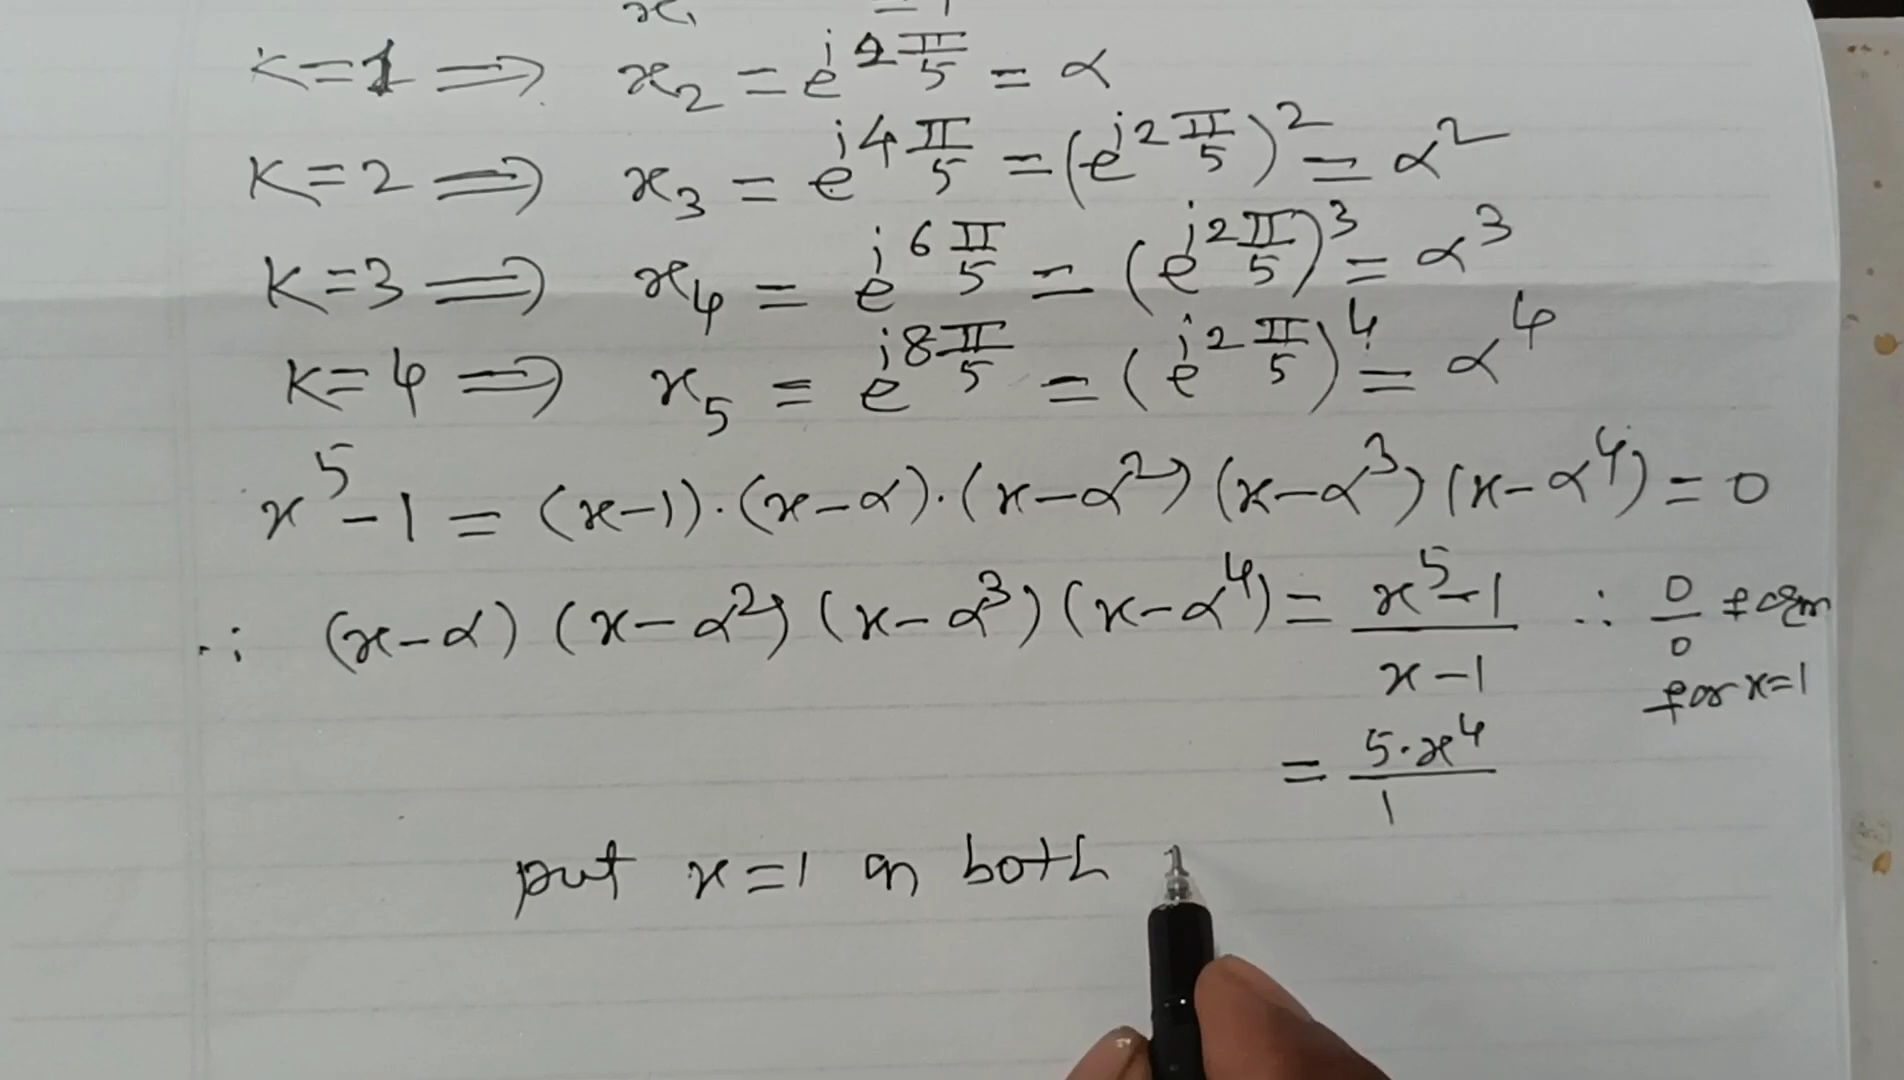 x₁ = 1
K=1 ⟹ x₂ = e^(i2π/5) = α
K=2 ⟹ x₃ = e^(i4π/5) = (e^(i2π/5))² = α²
K=3 ⟹ x₄ = e^(i6π/5) = (e^(i2π/5))³ = α³
K=4 ⟹ x₅ = e^(i8π/5) = (e^(i2π/5))⁴ = α⁴
x⁵-1 = (x-1)·(x-α)·(x-α²)(x-α³)(x-α⁴) = 0
∴ (x-α)(x-α²)(x-α³)(x-α⁴) = (x⁵-1)/(x-1) ∴ 0/0 form
for x=1
= 5·x⁴/1
put x=1 in both